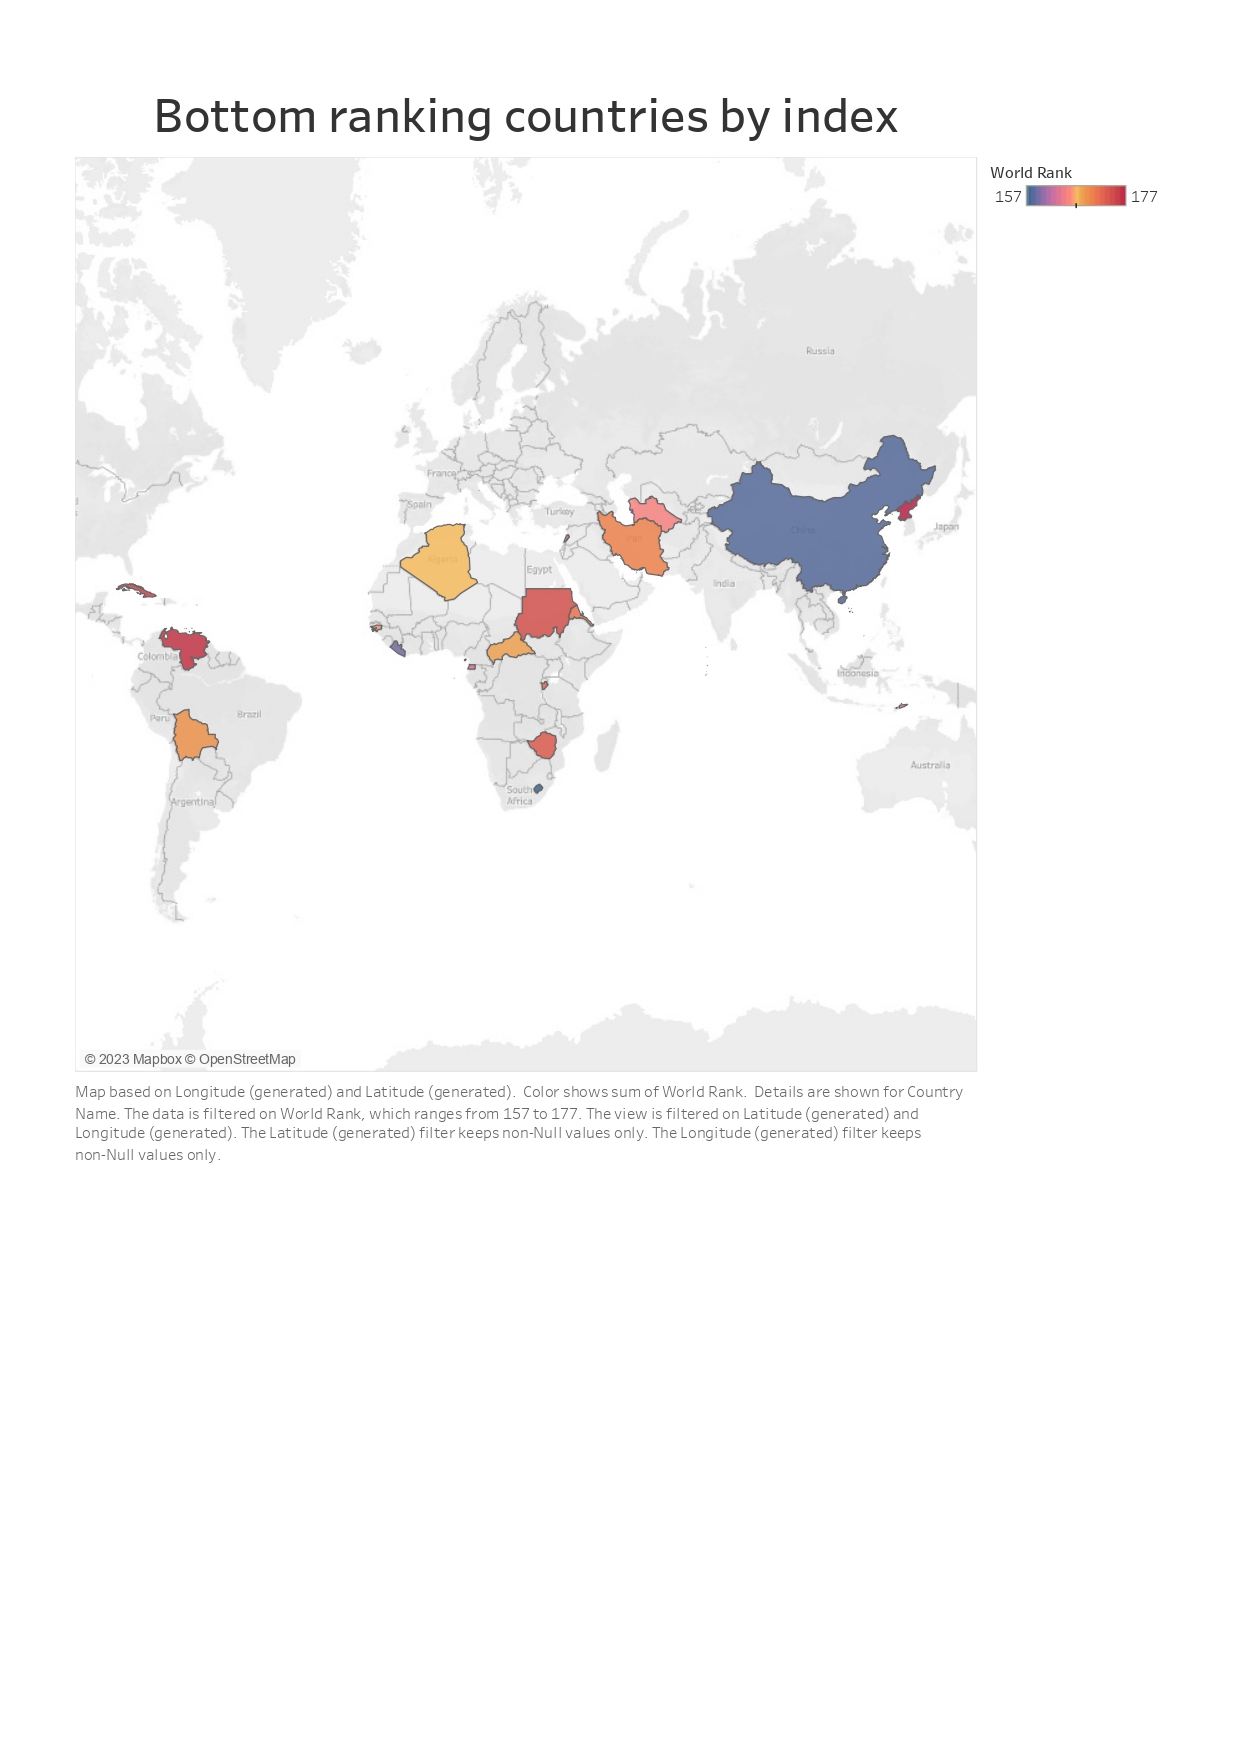 Bottom ranking countries by index
World Rank
157
177
Russia
France
Spain
Turkey
China
Japan
Iran
Algeria
Egypt
India
Colombia
Indonesia
Peru
Brazil
Australia
South
Africa
Argentina
© 2023 Mapbox © OpenStreetMap
Map based on Longitude (generated) and Latitude (generated).  Color shows sum of World Rank.  Details are shown for Country
Name. The data is filtered on World Rank, which ranges from 157 to 177. The view is filtered on Latitude (generated) and
Longitude (generated). The Latitude (generated) filter keeps non-Null values only. The Longitude (generated) filter keeps
non-Null values only.